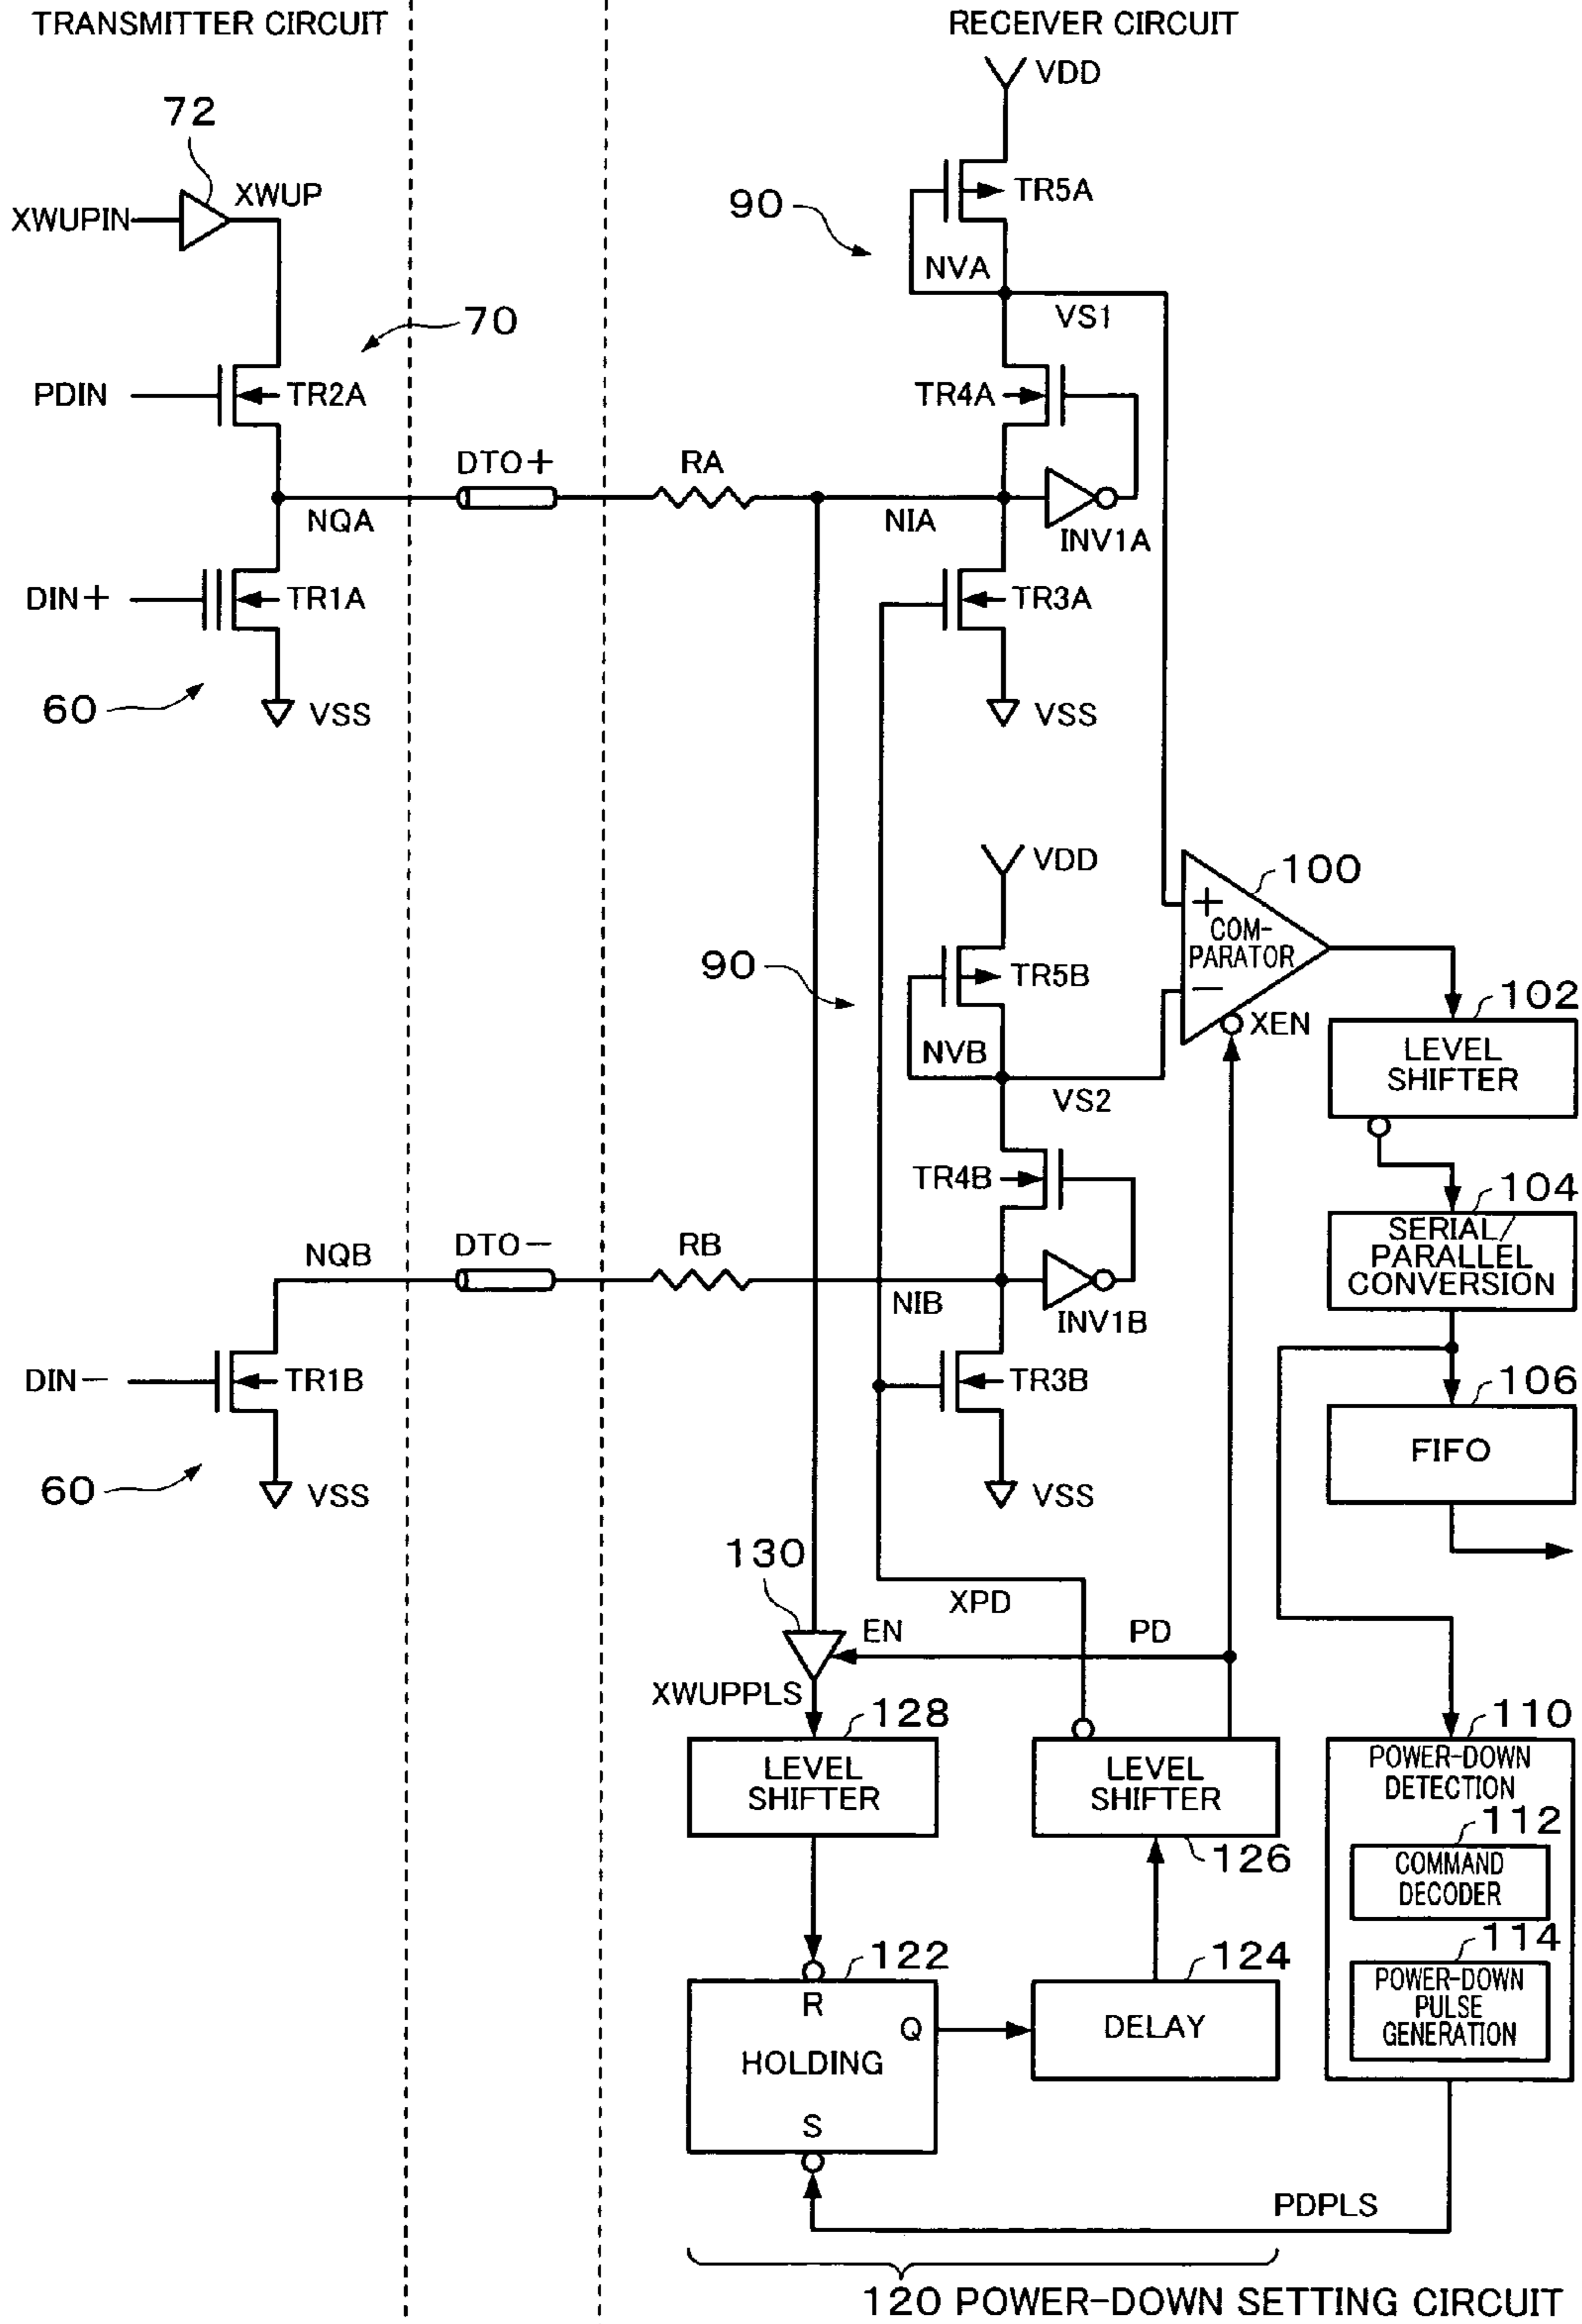 TRANSMITTER CIRCUIT
RECEIVER CIRCUIT
VDD
72
XWUP
XWUPIN
TR5A
90
NVA
VS1
70
PDIN
TR2A
TR4A
DTO+
RA
NQA
NIA
INV1A
DIN+
TR1A
TR3A
60
VSS
VSS
VDD
100
+
COM-
PARATOR
−
90
TR5B
XEN
102
LEVEL
SHIFTER
NVB
VS2
TR4B
104
SERIAL/
PARALLEL
CONVERSION
NQB
DTO−
RB
NIB
INV1B
DIN−
TR1B
TR3B
106
FIFO
60
VSS
VSS
130
XPD
EN
PD
XWUPPLS
128
LEVEL
SHIFTER
LEVEL
SHIFTER
126
110
POWER-DOWN
DETECTION
112
COMMAND
DECODER
114
POWER-DOWN
PULSE
GENERATION
122
R
Q
HOLDING
S
124
DELAY
PDPLS
120 POWER-DOWN SETTING CIRCUIT